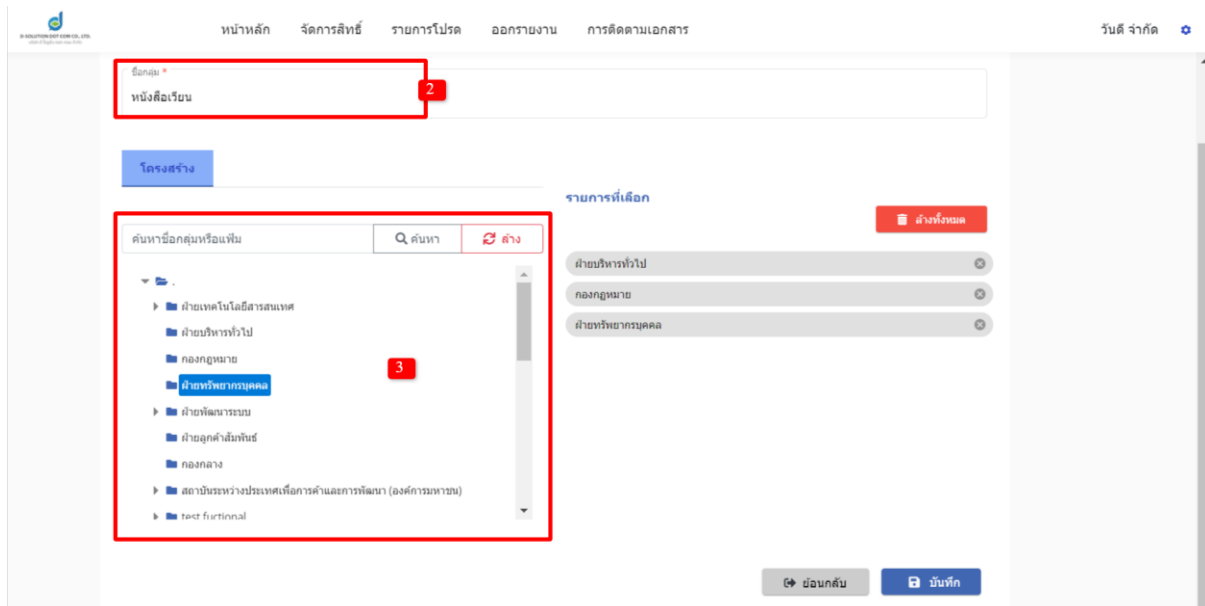 D SOLUTION DOT COM CO., LTD.
หน้าหลัก จัดการสิทธิ์ รายการโปรด ออกรายงาน การติดตามเอกสาร วันดี จำกัด
ชื่อกลุ่ม *
หนังสือเวียน
2
โครงสร้าง
รายการที่เลือก
ล้างทั้งหมด
ค้นหาชื่อกลุ่มหรือแฟ้ม ค้นหา ล้าง
.
ฝ่ายเทคโนโลยีสารสนเทศ
ฝ่ายบริหารทั่วไป
กองกฎหมาย
ฝ่ายทรัพยากรบุคคล
ฝ่ายพัฒนาระบบ
ฝ่ายลูกค้าสัมพันธ์
กองกลาง
สถาบันระหว่างประเทศเพื่อการค้าและการพัฒนา (องค์การมหาชน)
test fuctional
3
ฝ่ายบริหารทั่วไป
กองกฎหมาย
ฝ่ายทรัพยากรบุคคล
ย้อนกลับ บันทึก